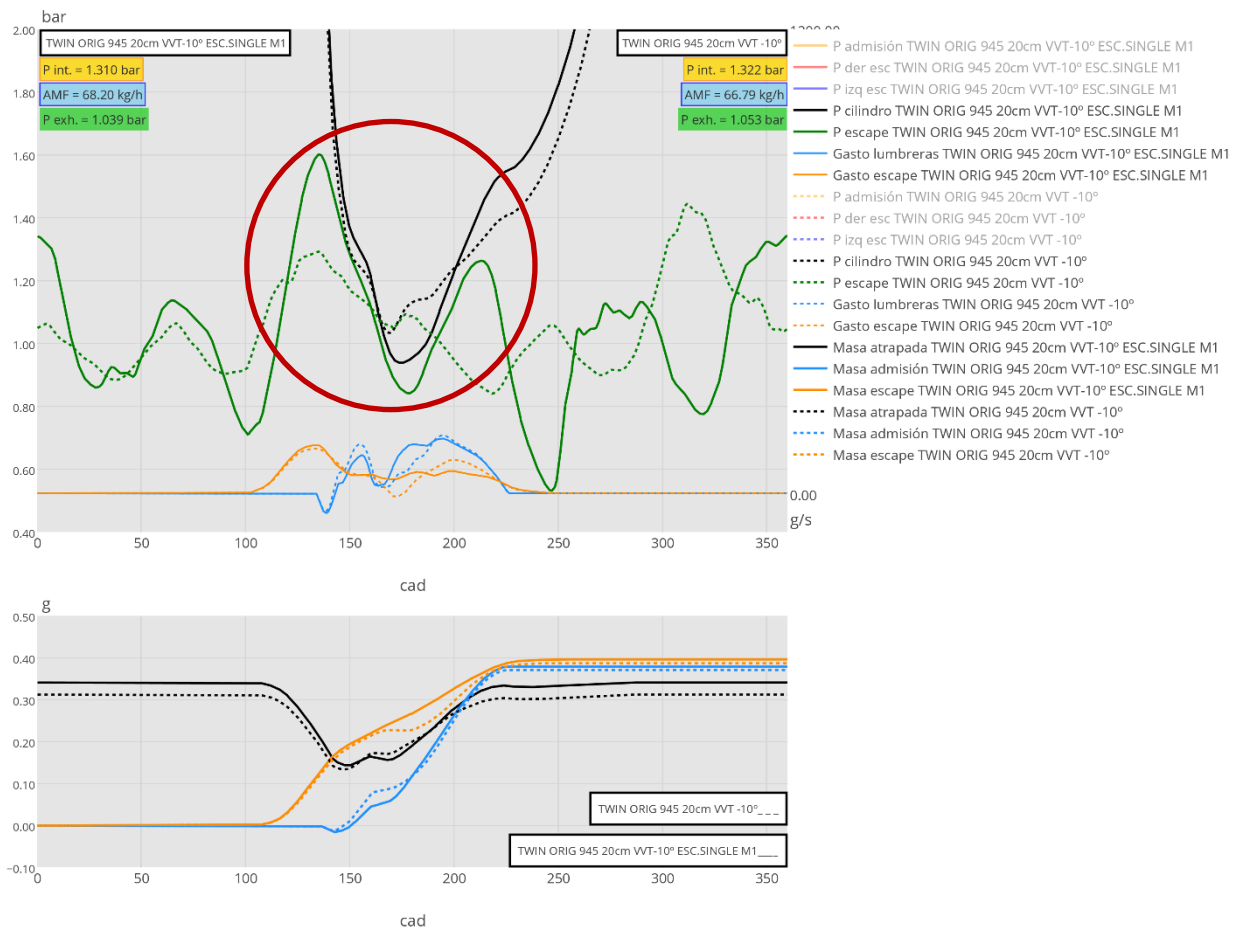 bar
2.00
1.80
1.60
1.40
1.20
1.00
0.80
0.60
0.40
0
50
100
150
200
250
300
350
cad
TWIN ORIG 945 20cm VVT-10º ESC.SINGLE M1
P int. = 1.310 bar
AMF = 68.20 kg/h
P exh. = 1.039 bar
TWIN ORIG 945 20cm VVT -10º
P int. = 1.322 bar
AMF = 66.79 kg/h
P exh. = 1.053 bar
1200.00
0.00
g/s
P admisión TWIN ORIG 945 20cm VVT-10º ESC.SINGLE M1
P der esc TWIN ORIG 945 20cm VVT-10º ESC.SINGLE M1
P izq esc TWIN ORIG 945 20cm VVT-10º ESC.SINGLE M1
P cilindro TWIN ORIG 945 20cm VVT-10º ESC.SINGLE M1
P escape TWIN ORIG 945 20cm VVT-10º ESC.SINGLE M1
Gasto lumbreras TWIN ORIG 945 20cm VVT-10º ESC.SINGLE M1
Gasto escape TWIN ORIG 945 20cm VVT-10º ESC.SINGLE M1
P admisión TWIN ORIG 945 20cm VVT -10º
P der esc TWIN ORIG 945 20cm VVT -10º
P izq esc TWIN ORIG 945 20cm VVT -10º
P cilindro TWIN ORIG 945 20cm VVT -10º
P escape TWIN ORIG 945 20cm VVT -10º
Gasto lumbreras TWIN ORIG 945 20cm VVT -10º
Gasto escape TWIN ORIG 945 20cm VVT -10º
Masa atrapada TWIN ORIG 945 20cm VVT-10º ESC.SINGLE M1
Masa admisión TWIN ORIG 945 20cm VVT-10º ESC.SINGLE M1
Masa escape TWIN ORIG 945 20cm VVT-10º ESC.SINGLE M1
Masa atrapada TWIN ORIG 945 20cm VVT -10º
Masa admisión TWIN ORIG 945 20cm VVT -10º
Masa escape TWIN ORIG 945 20cm VVT -10º
g
0.50
0.40
0.30
0.20
0.10
0.00
−0.10
0
50
100
150
200
250
300
350
cad
TWIN ORIG 945 20cm VVT -10º_ _ _
TWIN ORIG 945 20cm VVT-10º ESC.SINGLE M1____